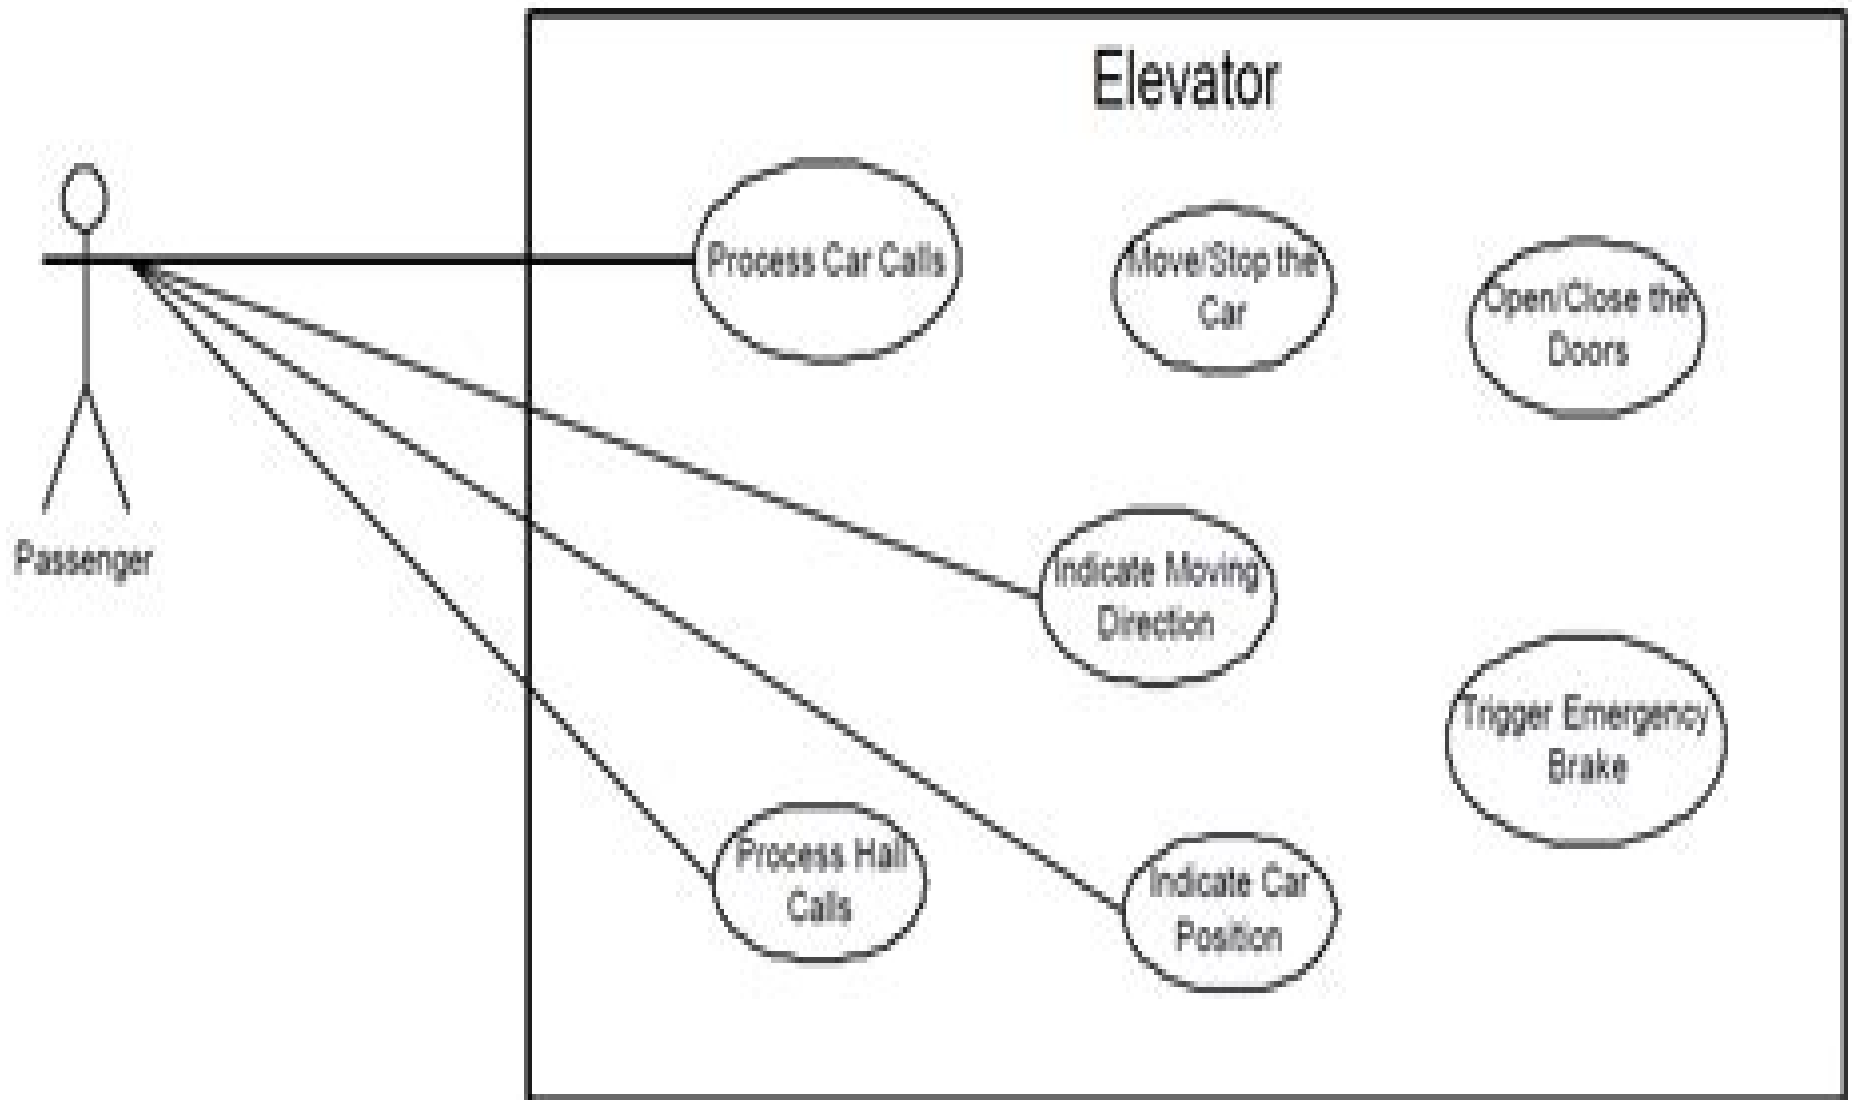 Elevator
Process Car Calls
Move/Stop the
Car
Open/Close the
Doors
Passenger
Indicate Moving
Direction
Trigger Emergency
Brake
Process Hall
Calls
Indicate Car
Position